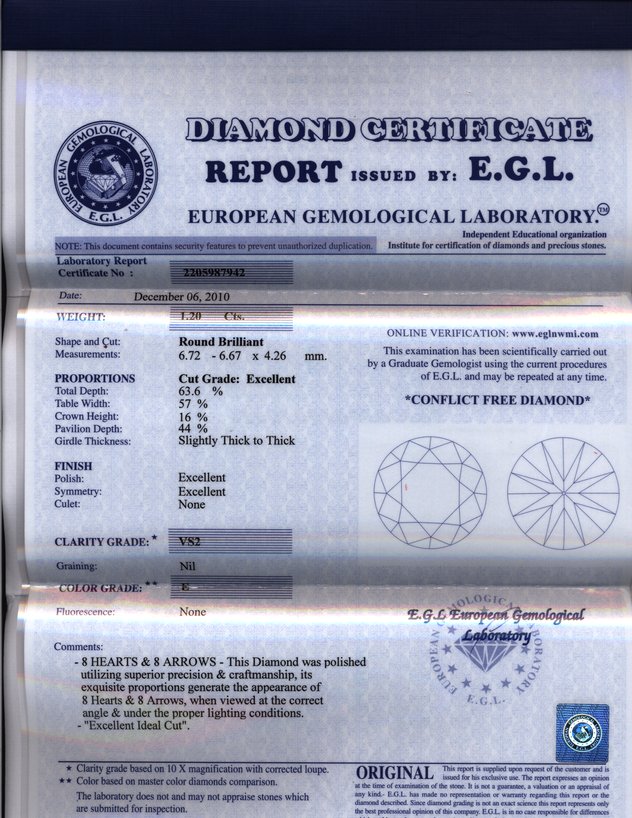 EUROPEAN GEMOLOGICAL LABORATORY
E.G.L.
DIAMOND CERTIFICATE
REPORT ISSUED BY: E.G.L.
EUROPEAN GEMOLOGICAL LABORATORY.™
Independent Educational organization
NOTE: This document contains security features to prevent unauthorized duplication.
Institute for certification of diamonds and precious stones.
Laboratory Report
Certificate No : 2205987942
Date: December 06, 2010
WEIGHT: 1.20 Cts.
Shape and Cut: Round Brilliant
Measurements: 6.72 - 6.67 x 4.26 mm.
PROPORTIONS Cut Grade: Excellent
Total Depth: 63.6 %
Table Width: 57 %
Crown Height: 16 %
Pavilion Depth: 44 %
Girdle Thickness: Slightly Thick to Thick
FINISH
Polish: Excellent
Symmetry: Excellent
Culet: None
CLARITY GRADE: * VS2
Graining: Nil
COLOR GRADE: ** E
Fluorescence: None
ONLINE VERIFICATION: www.eglnwmi.com
This examination has been scientifically carried out
by a Graduate Gemologist using the current procedures
of E.G.L. and may be repeated at any time.
*CONFLICT FREE DIAMOND*
E.G.L European Gemological
Laboratory
EUROPEAN GEMOLOGICAL LABORATORY
E.G.L.
Comments:
- 8 HEARTS & 8 ARROWS - This Diamond was polished
utilizing superior precision & craftmanship, its
exquisite proportions generate the appearance of
8 Hearts & 8 Arrows, when viewed at the correct
angle & under the proper lighting conditions.
- "Excellent Ideal Cut".
★ Clarity grade based on 10 X magnification with corrected loupe.
★★ Color based on master color diamonds comparison.
The laboratory does not and may not appraise stones which
are submitted for inspection.
ORIGINAL This report is supplied upon request of the customer and is
issued for his exclusive use. The report expresses an opinion
at the time of examination of the stone. It is not a guarantee, a valuation or an appraisal of
any kind.- E.G.L. has made no representation or warranty regarding this report or the
diamond described. Since diamond grading is not an exact science this report represents only
the best professional opinion of this company. E.G.L. is in no case responsible for differences